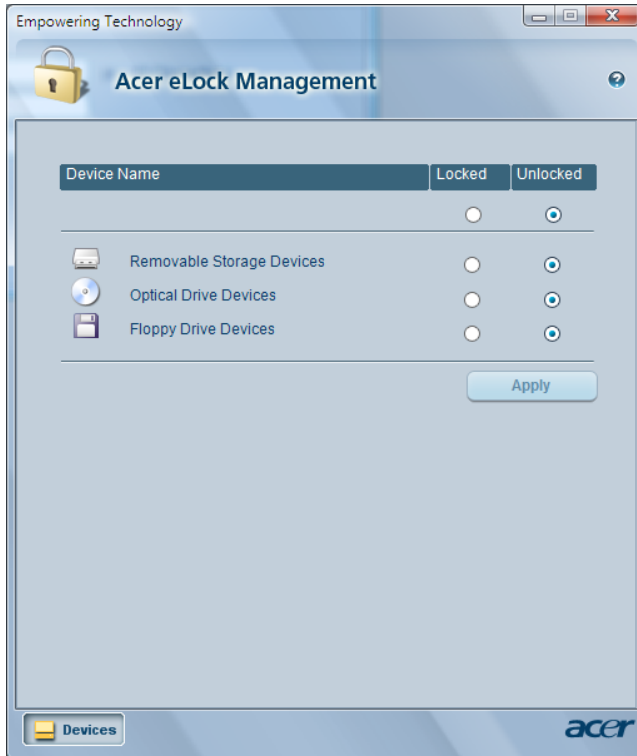 Empowering Technology
Acer eLock Management
Device Name Locked Unlocked
Removable Storage Devices
Optical Drive Devices
Floppy Drive Devices
Apply
Devices acer